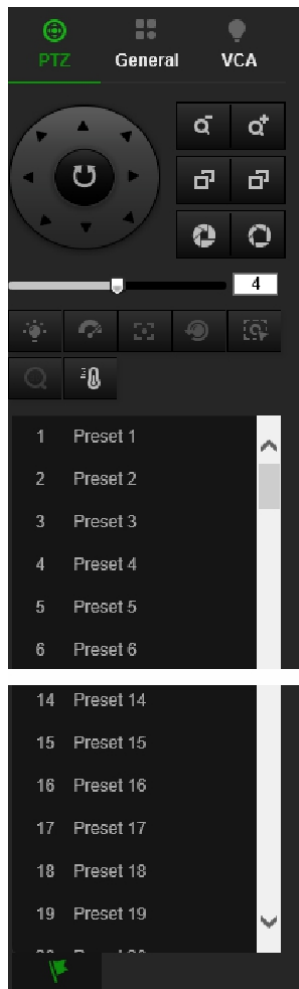 PTZ General VCA
4
1 Preset 1
2 Preset 2
3 Preset 3
4 Preset 4
5 Preset 5
6 Preset 6
14 Preset 14
15 Preset 15
16 Preset 16
17 Preset 17
18 Preset 18
19 Preset 19